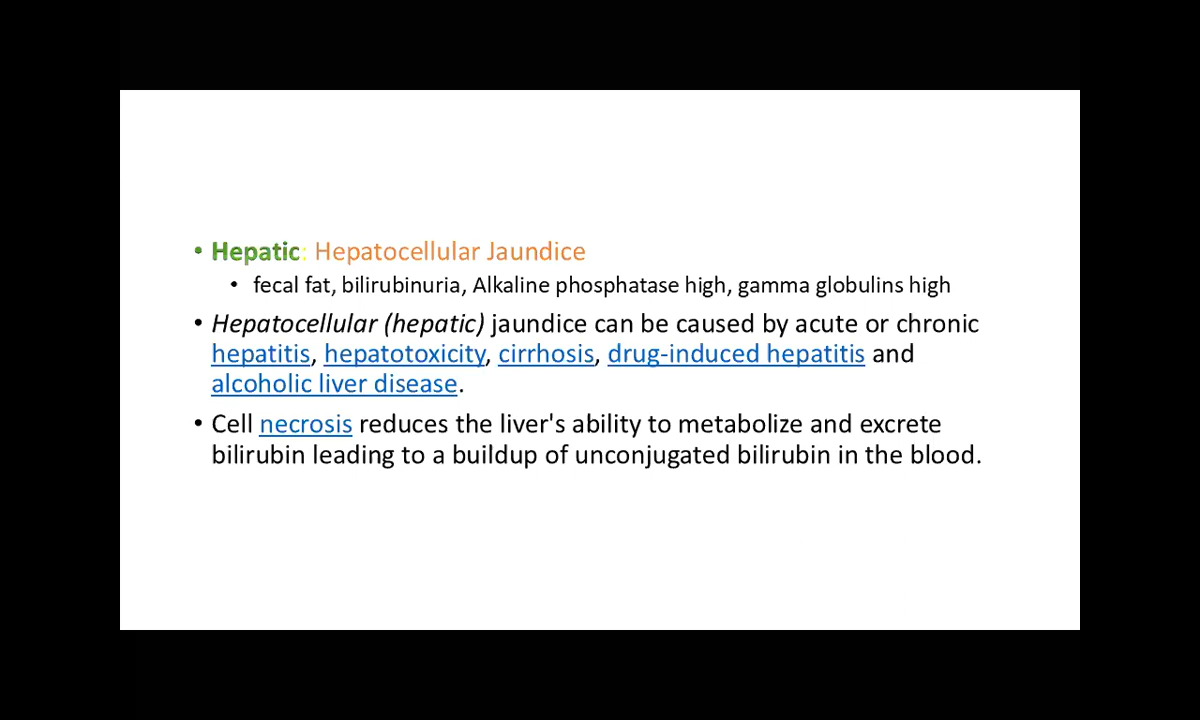 • Hepatic: Hepatocellular Jaundice
• fecal fat, bilirubinuria, Alkaline phosphatase high, gamma globulins high
• Hepatocellular (hepatic) jaundice can be caused by acute or chronic
hepatitis, hepatotoxicity, cirrhosis, drug-induced hepatitis and
alcoholic liver disease.
• Cell necrosis reduces the liver's ability to metabolize and excrete
bilirubin leading to a buildup of unconjugated bilirubin in the blood.